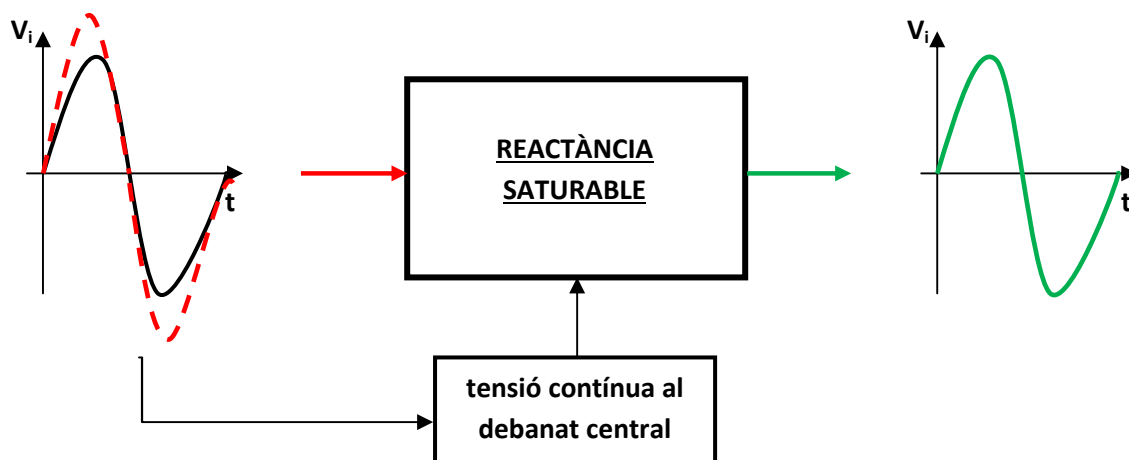 Vᵢ
t
REACTÀNCIA
SATURABLE
tensió contínua al
debanat central
Vᵢ
t